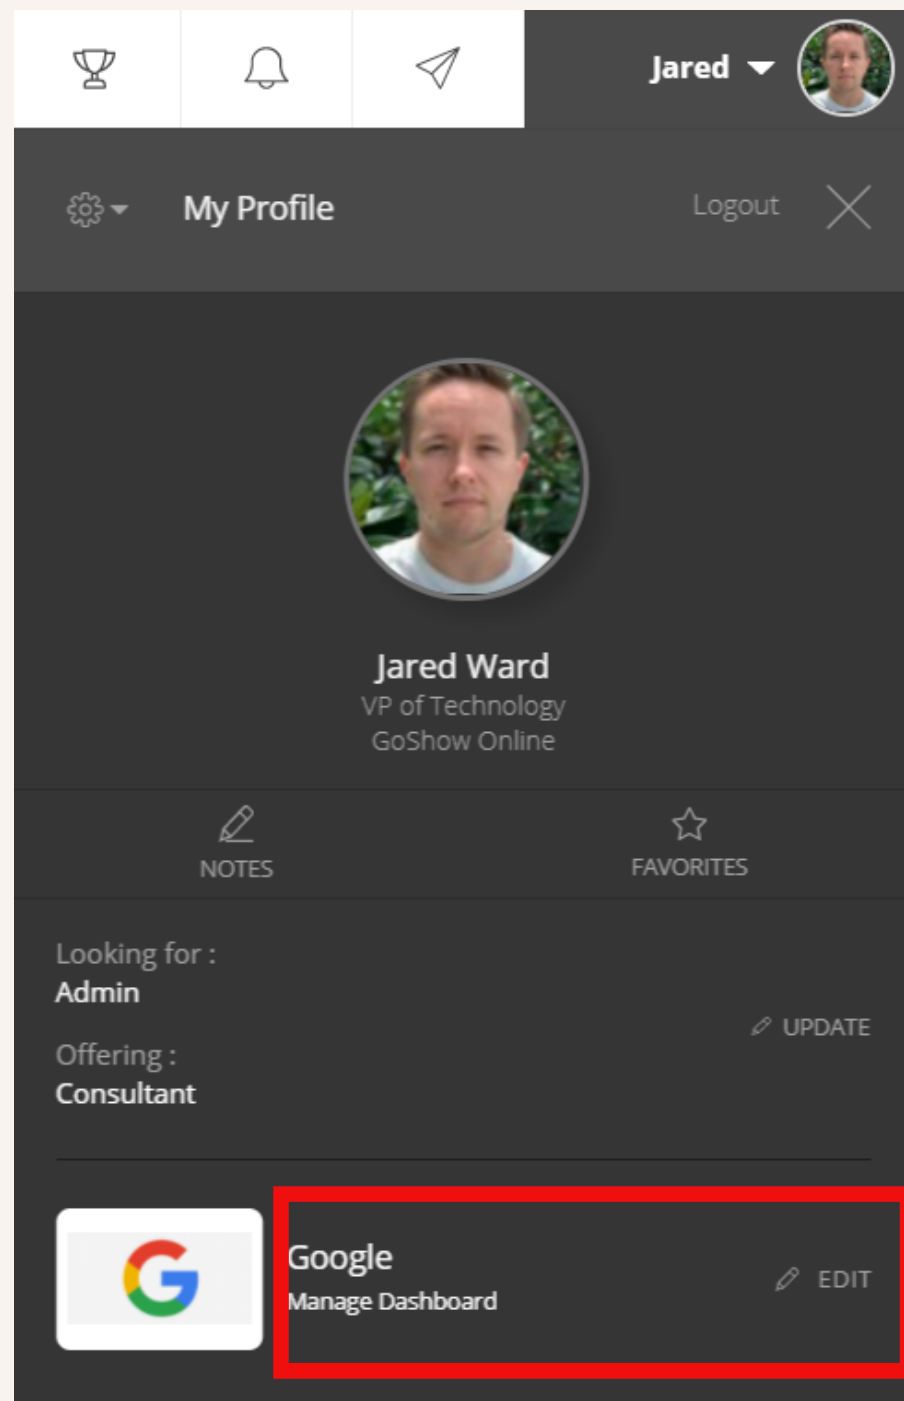 Jared
My Profile
Logout
Jared Ward
VP of Technology
GoShow Online
NOTES
FAVORITES
Looking for :
Admin
UPDATE
Offering :
Consultant
Google
Manage Dashboard
EDIT